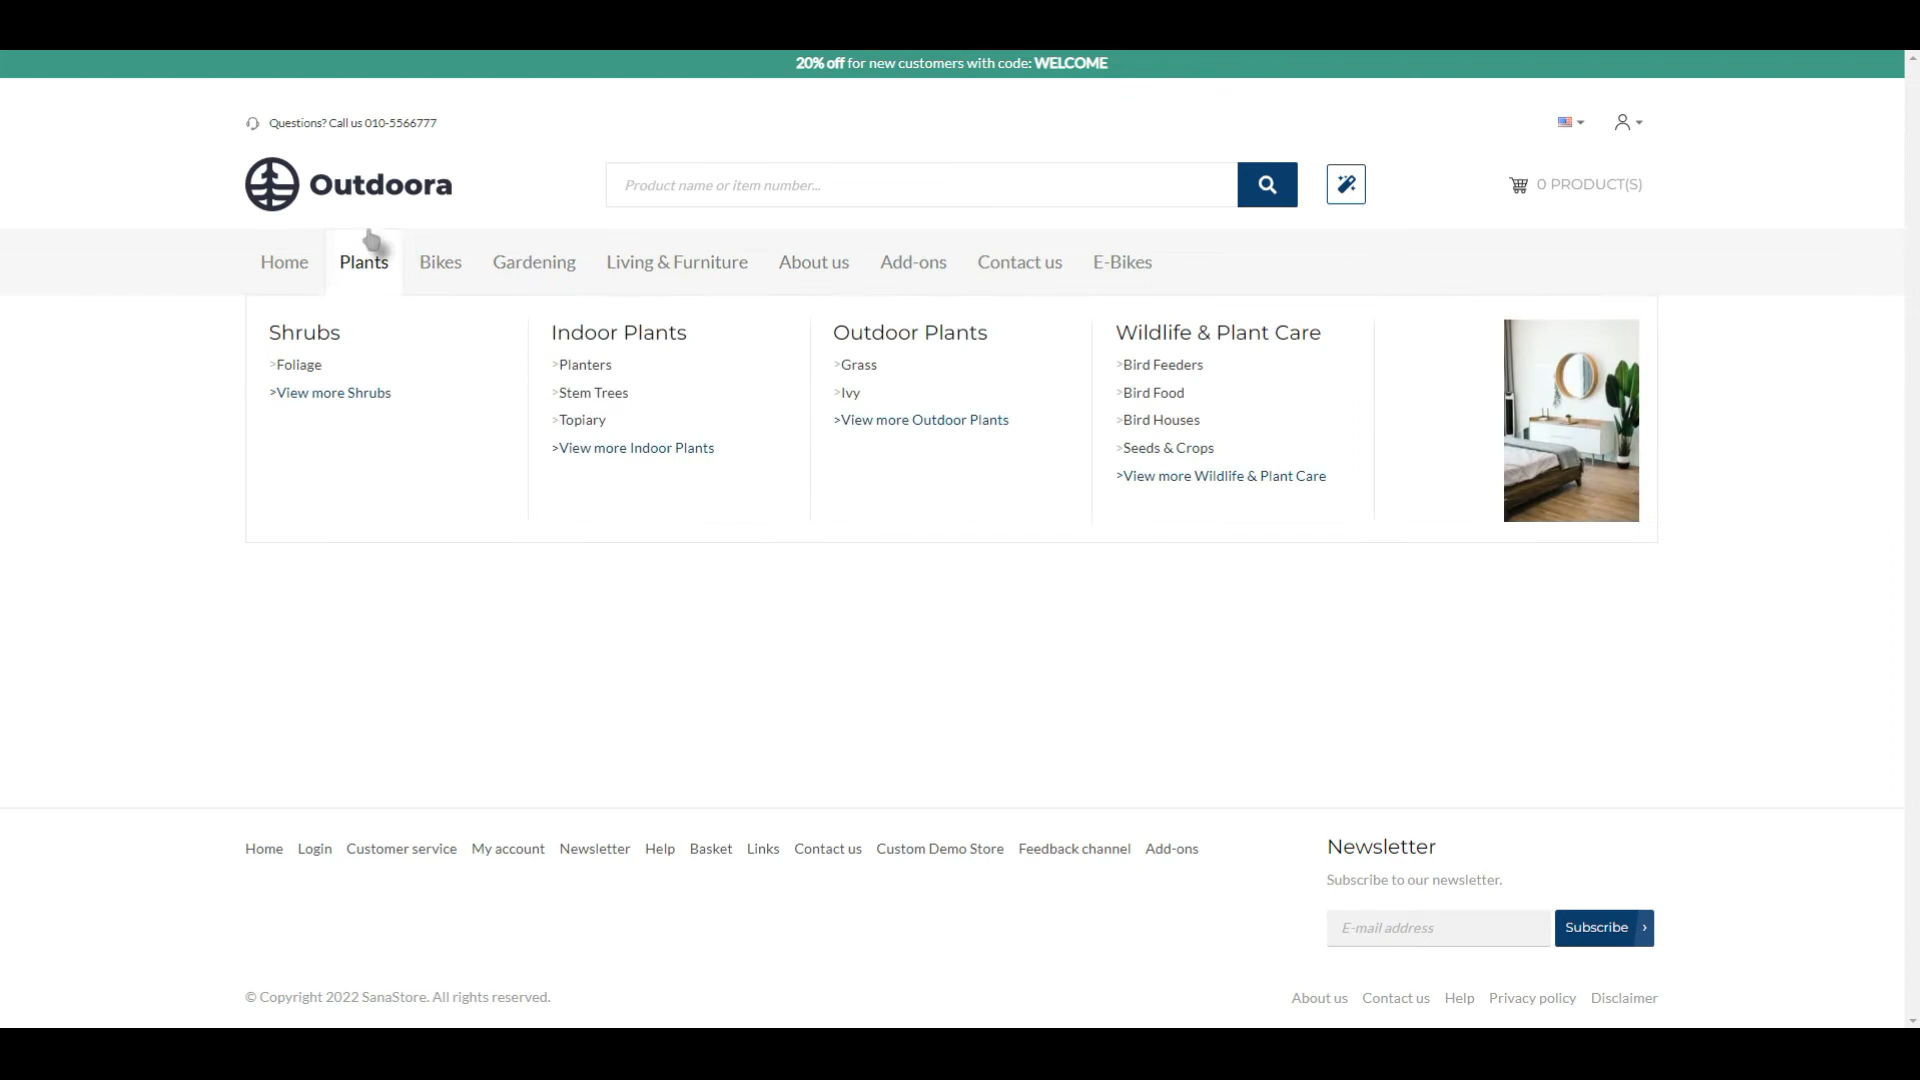 20% off for new customers with code: WELCOME
Questions? Call us 010-5566777
Outdoora
Product name or item number...
0 PRODUCT(S)
Home Plants Bikes Gardening Living & Furniture About us Add-ons Contact us E-Bikes
Shrubs
>Foliage
>View more Shrubs
Indoor Plants
>Planters
>Stem Trees
>Topiary
>View more Indoor Plants
Outdoor Plants
>Grass
>Ivy
>View more Outdoor Plants
Wildlife & Plant Care
>Bird Feeders
>Bird Food
>Bird Houses
>Seeds & Crops
>View more Wildlife & Plant Care
Home Login Customer service My account Newsletter Help Basket Links Contact us Custom Demo Store Feedback channel Add-ons
Newsletter
Subscribe to our newsletter.
E-mail address
Subscribe ›
© Copyright 2022 SanaStore. All rights reserved.
About us Contact us Help Privacy policy Disclaimer